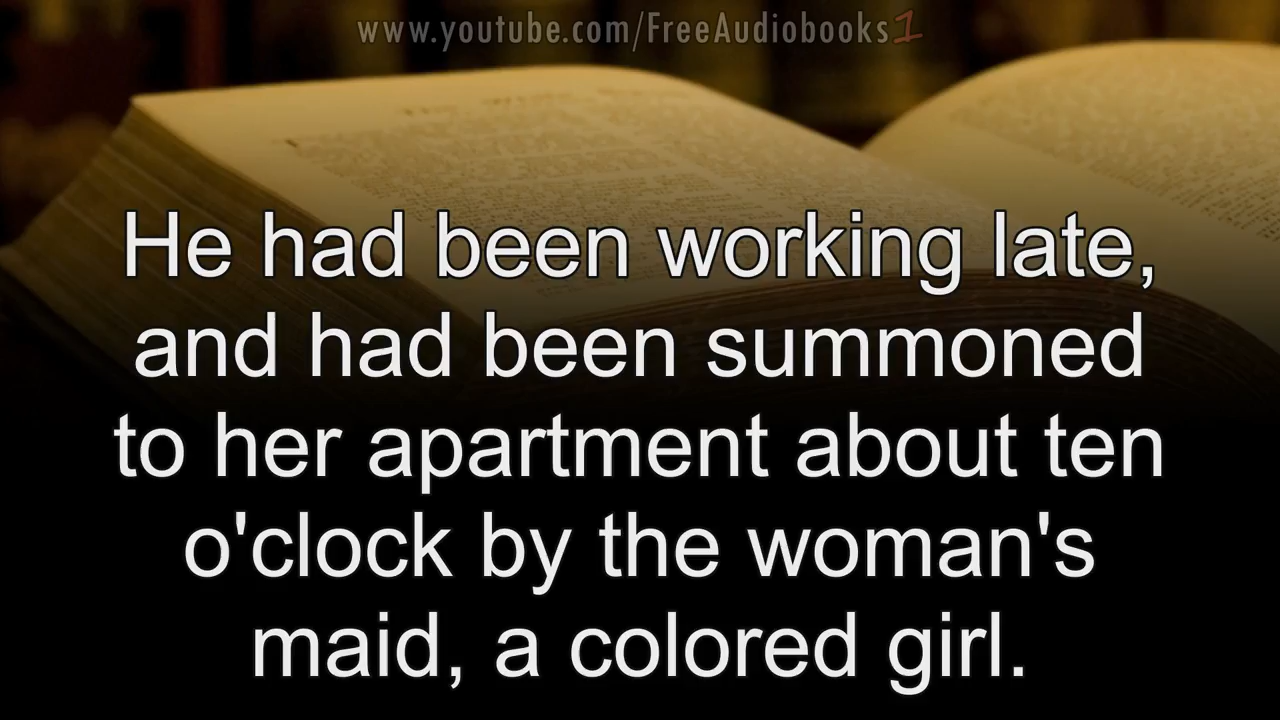 www.youtube.com/FreeAudiobooks1
He had been working late,
and had been summoned
to her apartment about ten
o'clock by the woman's
maid, a colored girl.